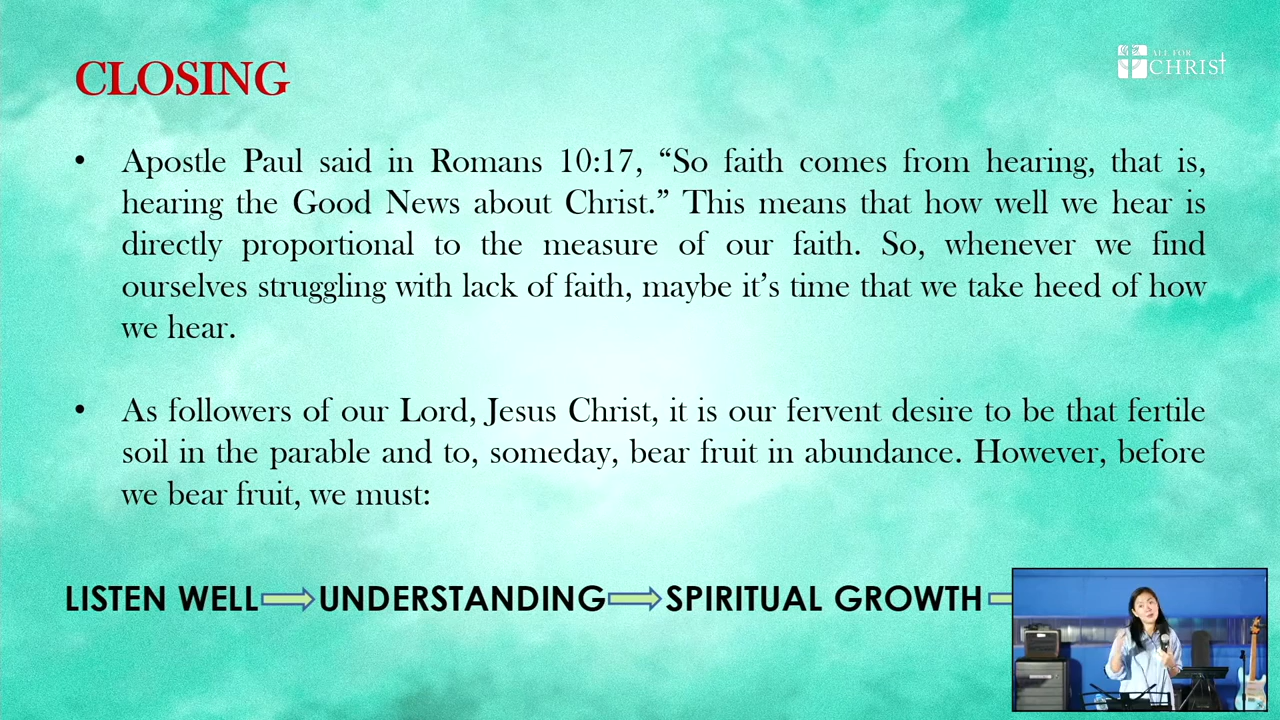 CLOSING
ALL FOR
CHRIST
• Apostle Paul said in Romans 10:17, “So faith comes from hearing, that is,
hearing the Good News about Christ.” This means that how well we hear is
directly proportional to the measure of our faith. So, whenever we find
ourselves struggling with lack of faith, maybe it’s time that we take heed of how
we hear.
• As followers of our Lord, Jesus Christ, it is our fervent desire to be that fertile
soil in the parable and to, someday, bear fruit in abundance. However, before
we bear fruit, we must:
LISTEN WELL UNDERSTANDING SPIRITUAL GROWTH